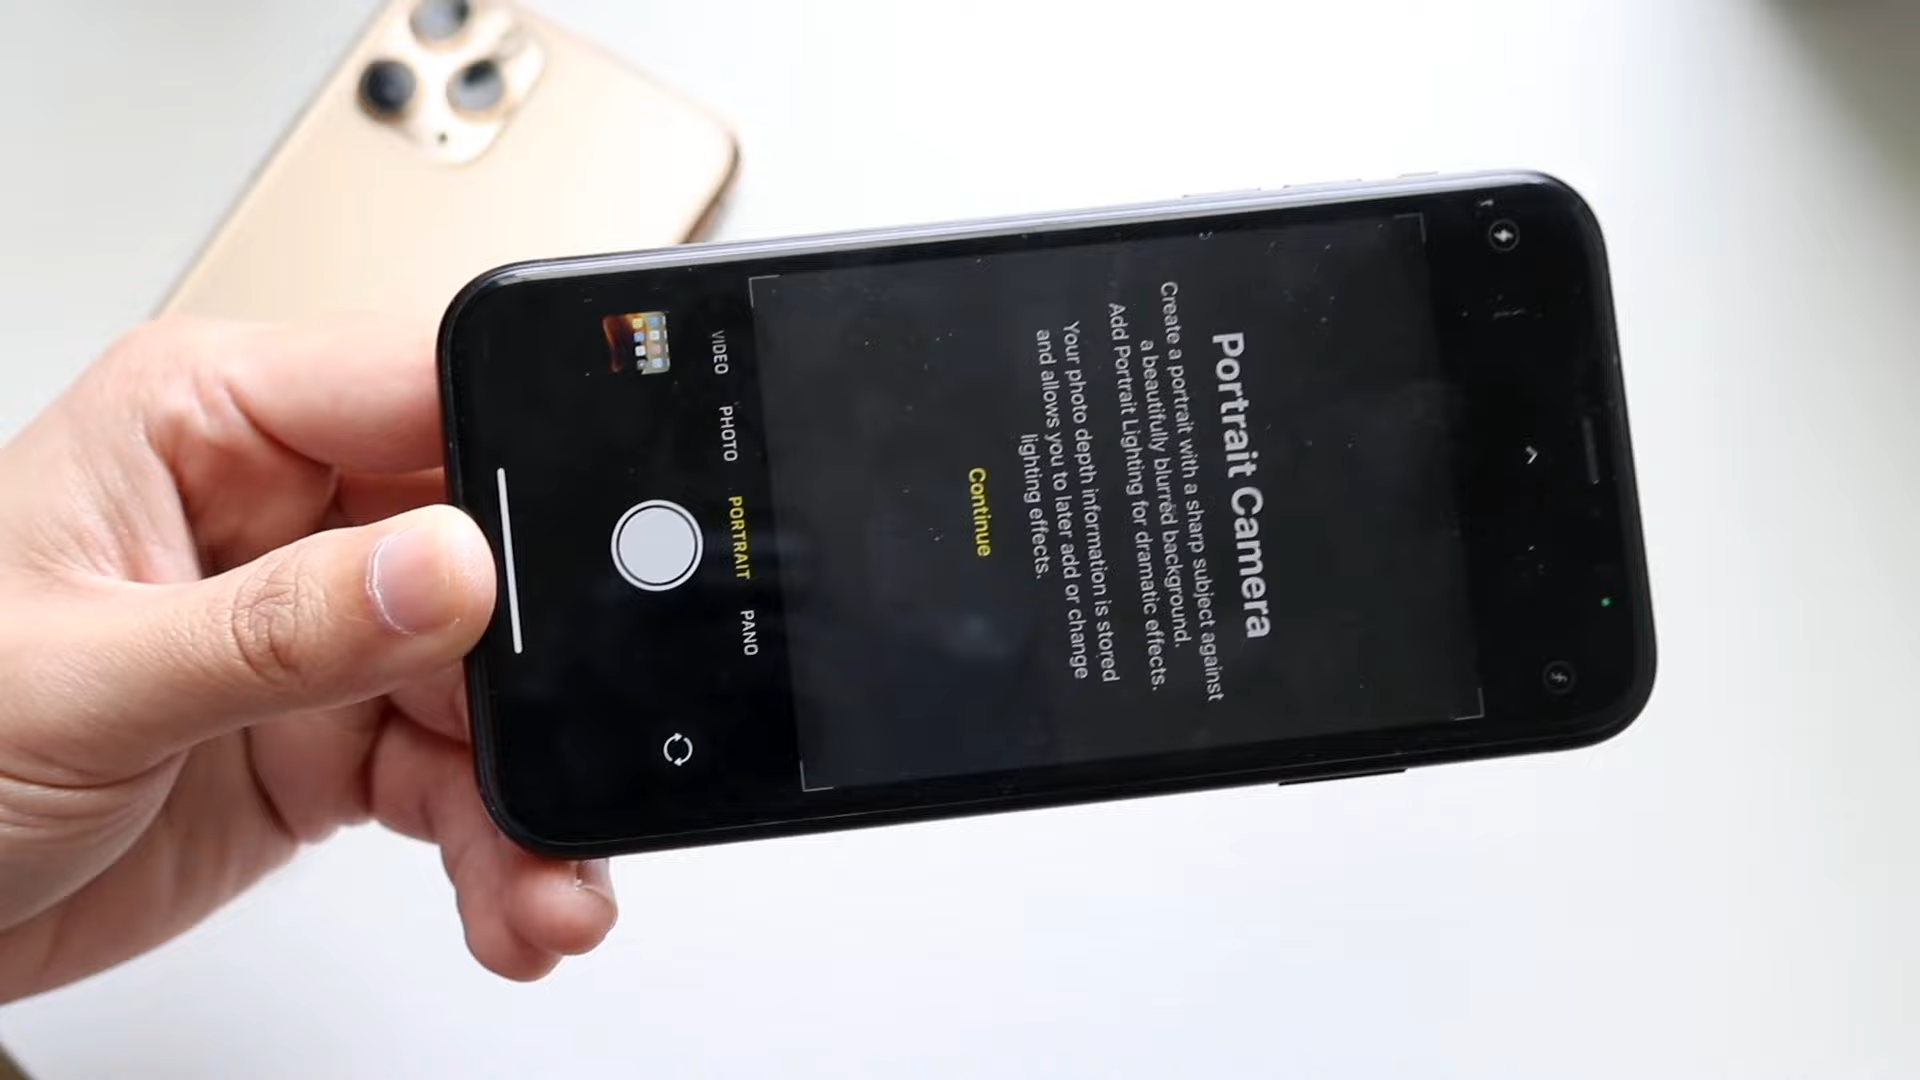 Portrait Camera
Create a portrait with a sharp subject against
a beautifully blurred background.
Add Portrait Lighting for dramatic effects.
Your photo depth information is stored
and allows you to later add or change
lighting effects.
Continue
VIDEO PHOTO PORTRAIT PANO